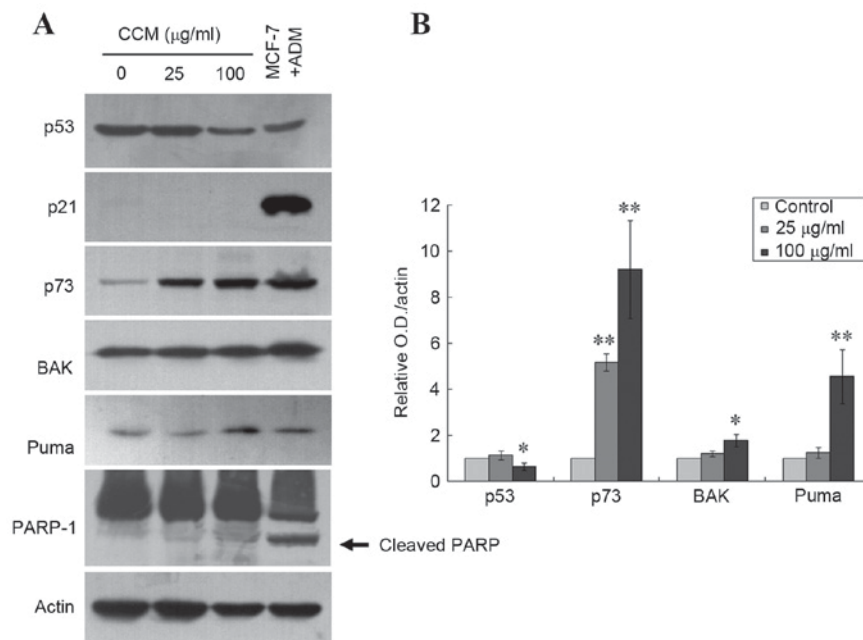 A
CCM (μg/ml)
0 25 100
MCF-7
+ADM
p53
p21
p73
BAK
Puma
PARP-1
Cleaved PARP
Actin
B
12
10
8
6
4
2
0
Relative O.D./actin
Control
25 μg/ml
100 μg/ml
*
**
**
*
**
p53 p73 BAK Puma